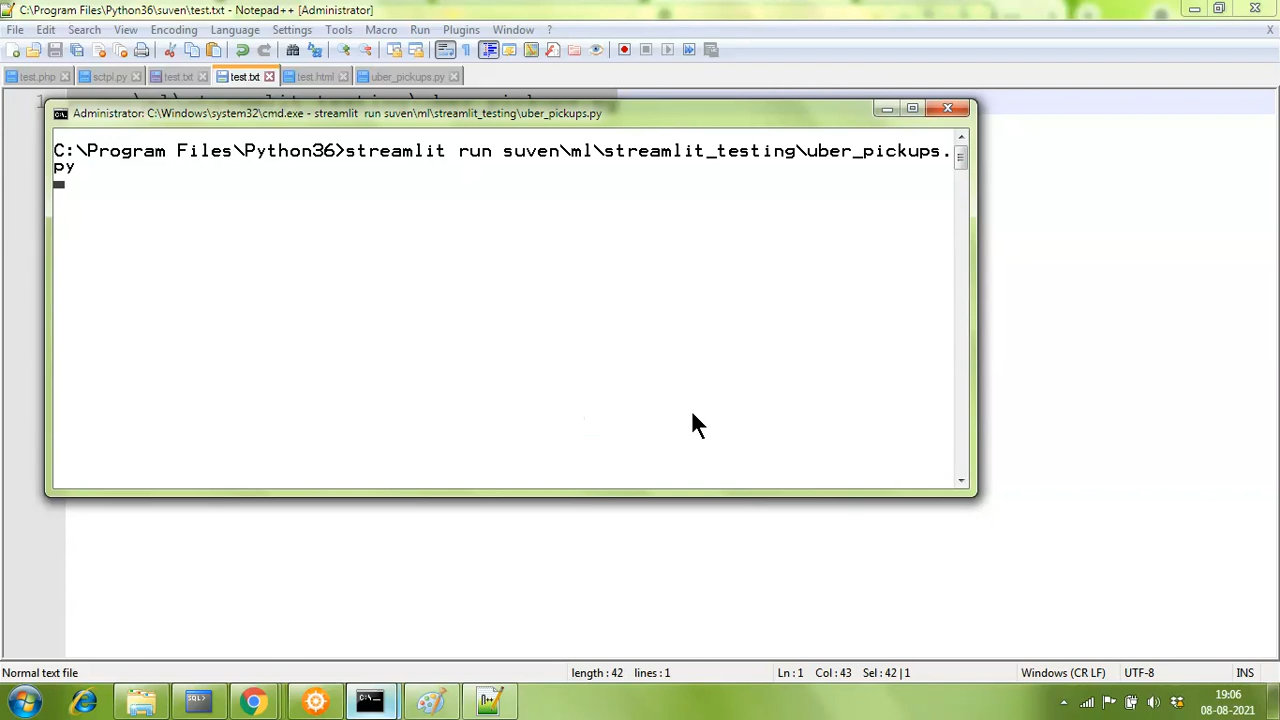 C:\Program Files\Python36\suven\test.txt - Notepad++ [Administrator]
File Edit Search View Encoding Language Settings Tools Macro Run Plugins Window ? X
test.php sctpl.py test.txt test.txt test.html uber_pickups.py
1
Administrator: C:\Windows\system32\cmd.exe - streamlit run suven\ml\streamlit_testing\uber_pickups.py
C:\Program Files\Python36>streamlit run suven\ml\streamlit_testing\uber_pickups.
py
Normal text file length : 42 lines : 1 Ln : 1 Col : 43 Sel : 42 | 1 Windows (CR LF) UTF-8 INS
19:06
08-08-2021